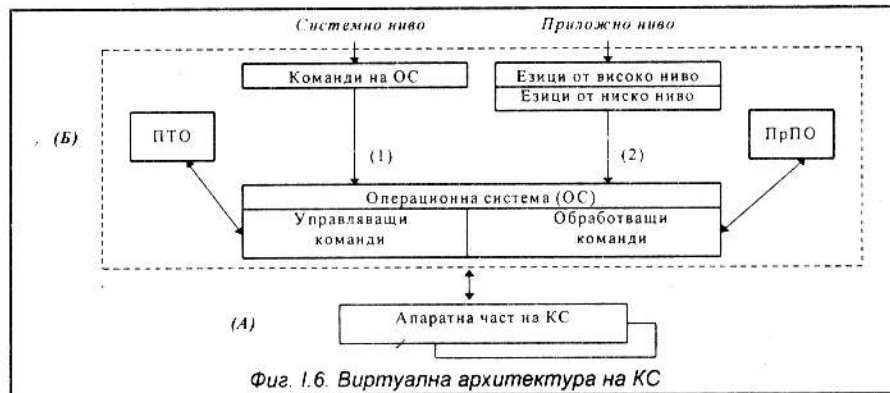 Системно ниво
Приложно ниво
Команди на ОС
Езици от високо ниво
Езици от ниско ниво
(Б)
ПТО
ПрПО
(1)
(2)
Операционна система (ОС)
Управляващи
команди
Обработващи
команди
(А)
Апаратна част на КС
Фиг. I.6. Виртуална архитектура на КС